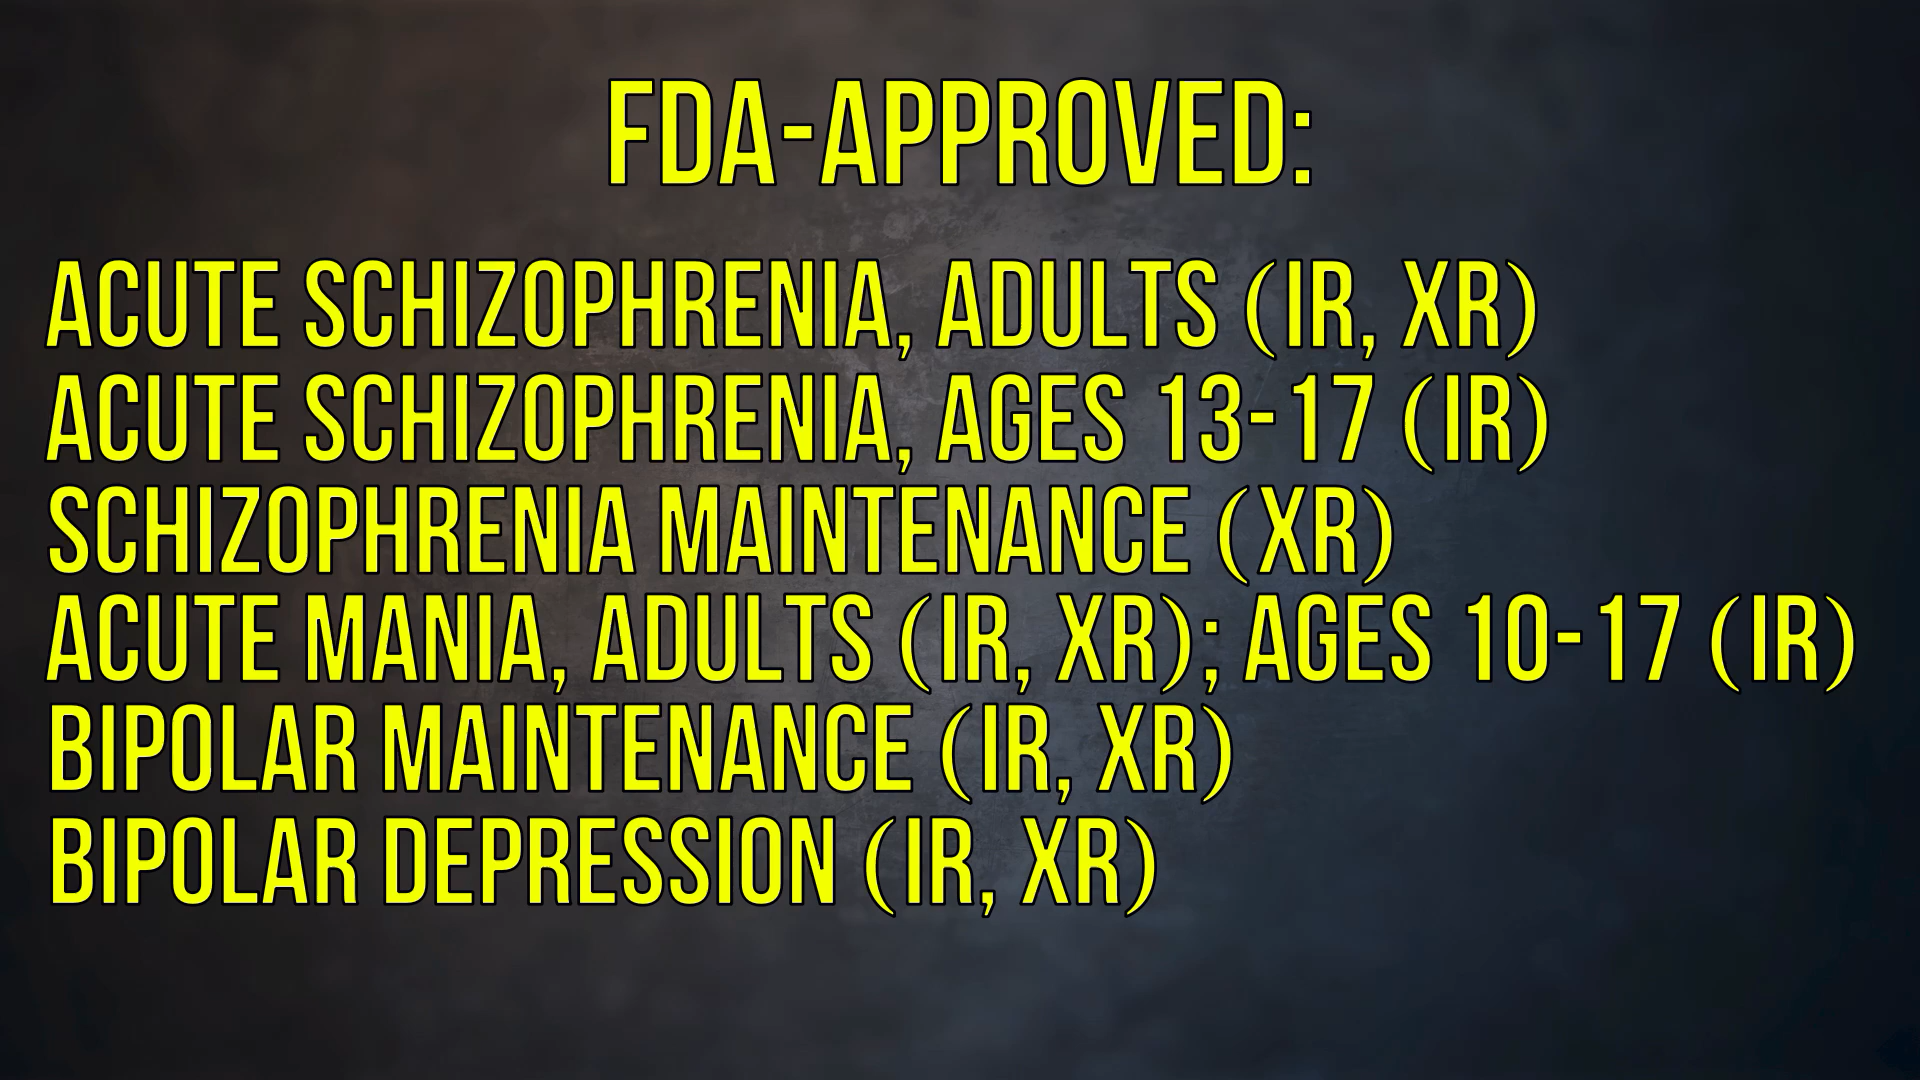 FDA-APPROVED:
ACUTE SCHIZOPHRENIA, ADULTS (IR, XR)
ACUTE SCHIZOPHRENIA, AGES 13-17 (IR)
SCHIZOPHRENIA MAINTENANCE (XR)
ACUTE MANIA, ADULTS (IR, XR); AGES 10-17 (IR)
BIPOLAR MAINTENANCE (IR, XR)
BIPOLAR DEPRESSION (IR, XR)